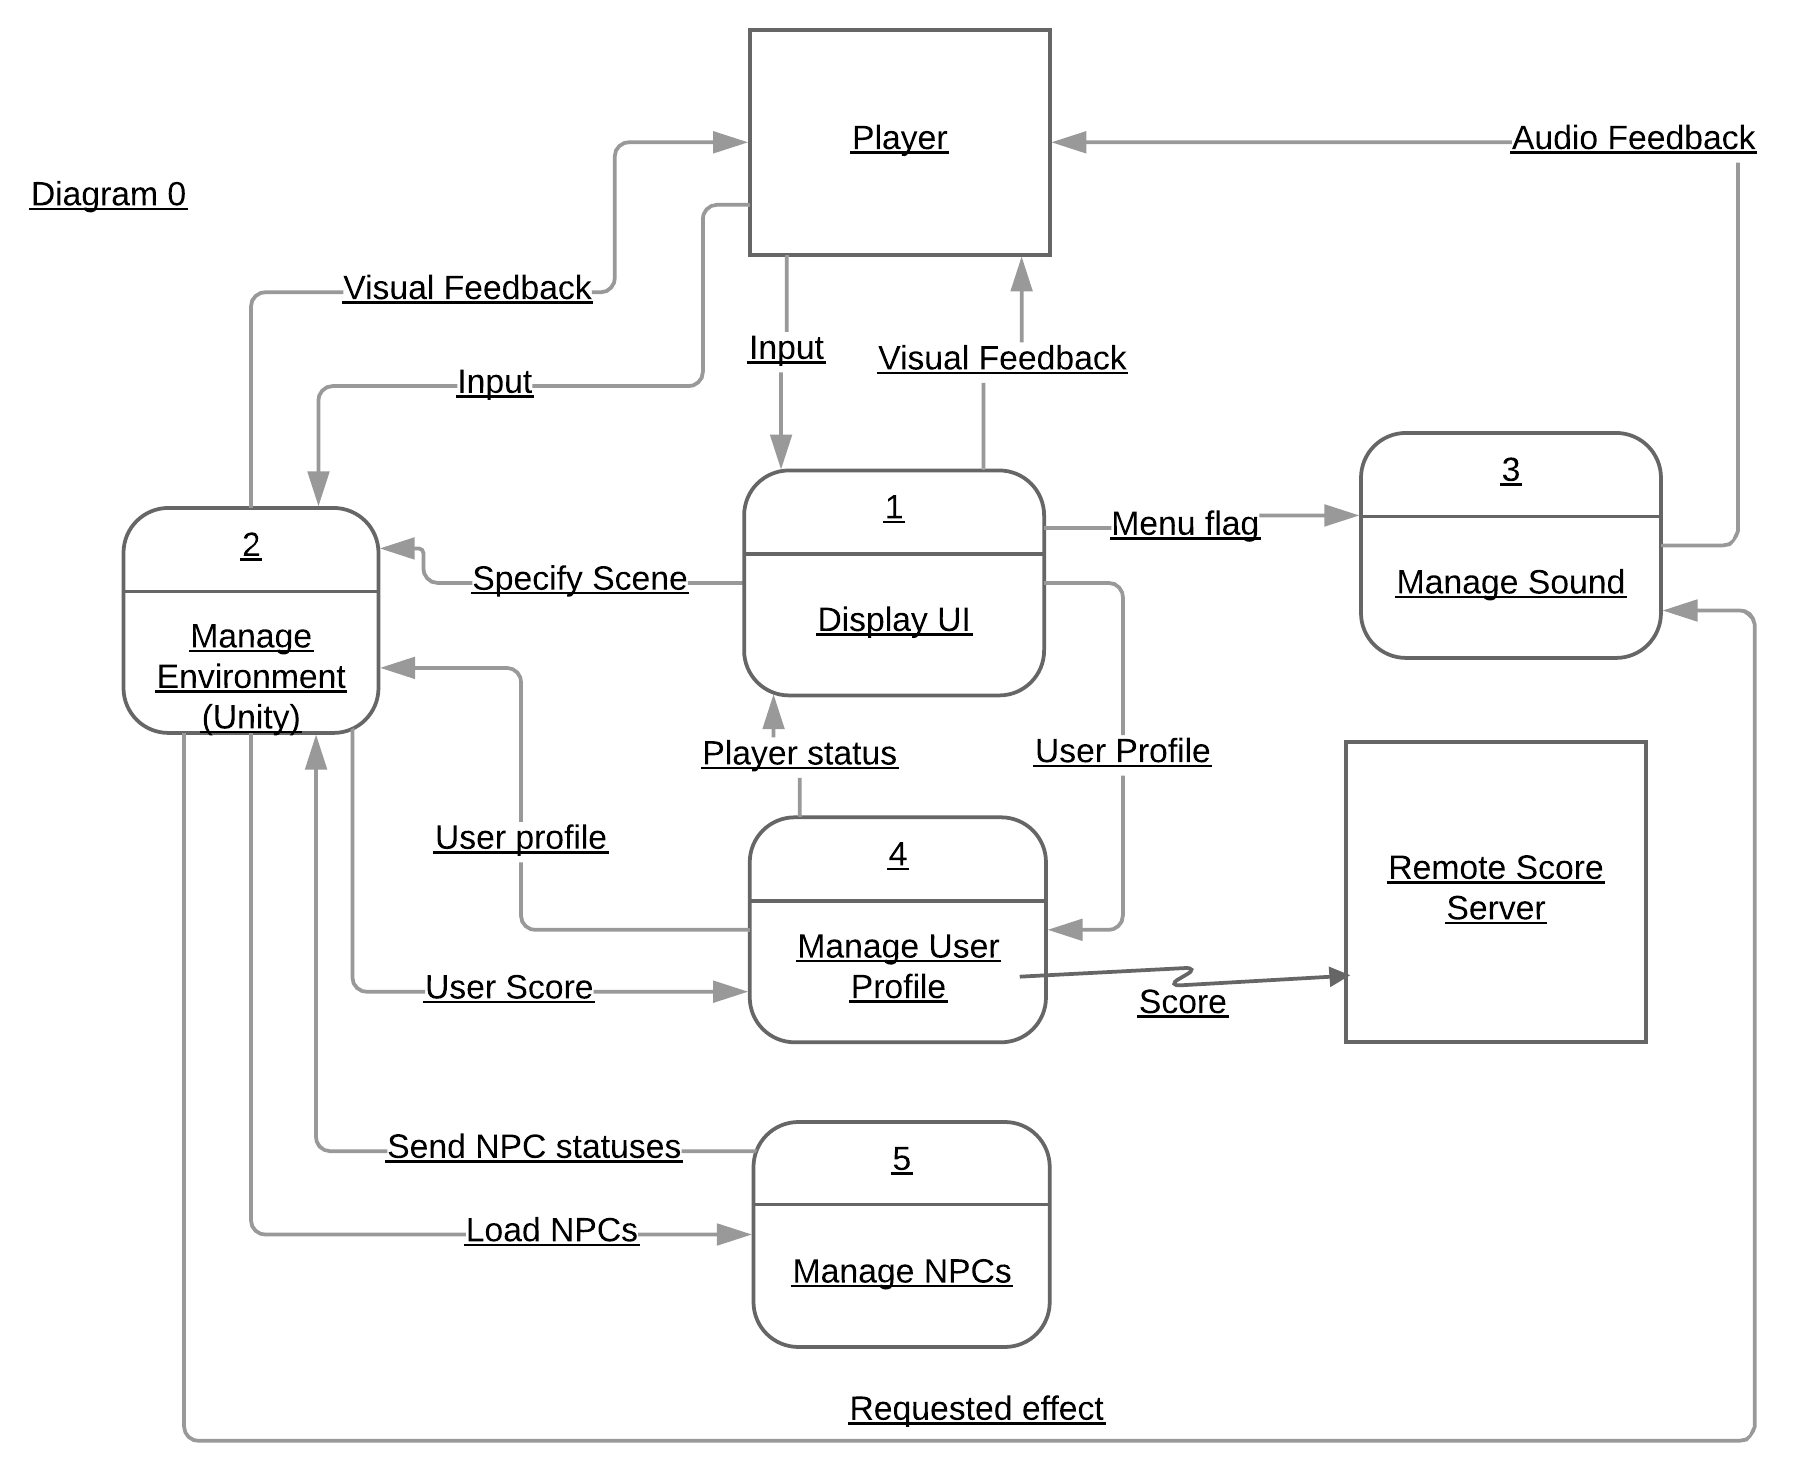 Player
Audio Feedback
Diagram 0
Visual Feedback
Input
Visual Feedback
Input
3
1
Menu flag
2
Specify Scene
Manage Sound
Display UI
Manage
Environment
(Unity)
Player status
User Profile
User profile
4
Remote Score
Server
Manage User
Profile
User Score
Score
Send NPC statuses
5
Load NPCs
Manage NPCs
Requested effect